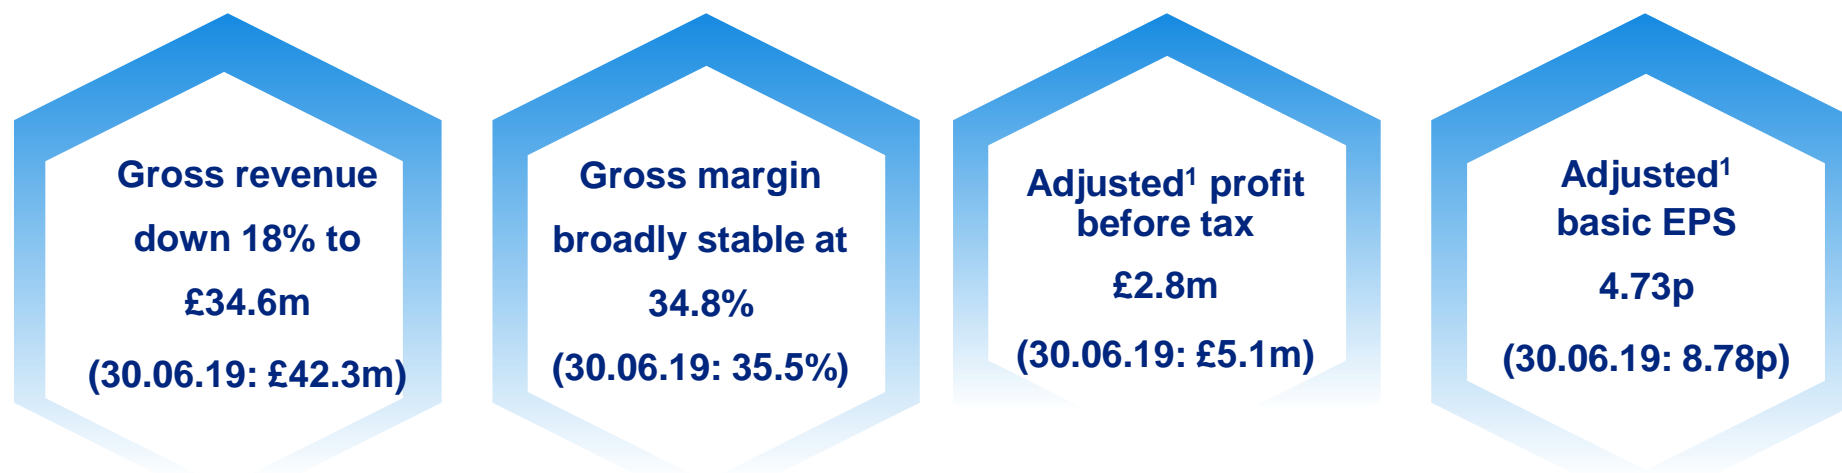 Gross revenue
down 18% to
£34.6m
(30.06.19: £42.3m)
Gross margin
broadly stable at
34.8%
(30.06.19: 35.5%)
Adjusted¹ profit
before tax
£2.8m
(30.06.19: £5.1m)
Adjusted¹
basic EPS
4.73p
(30.06.19: 8.78p)